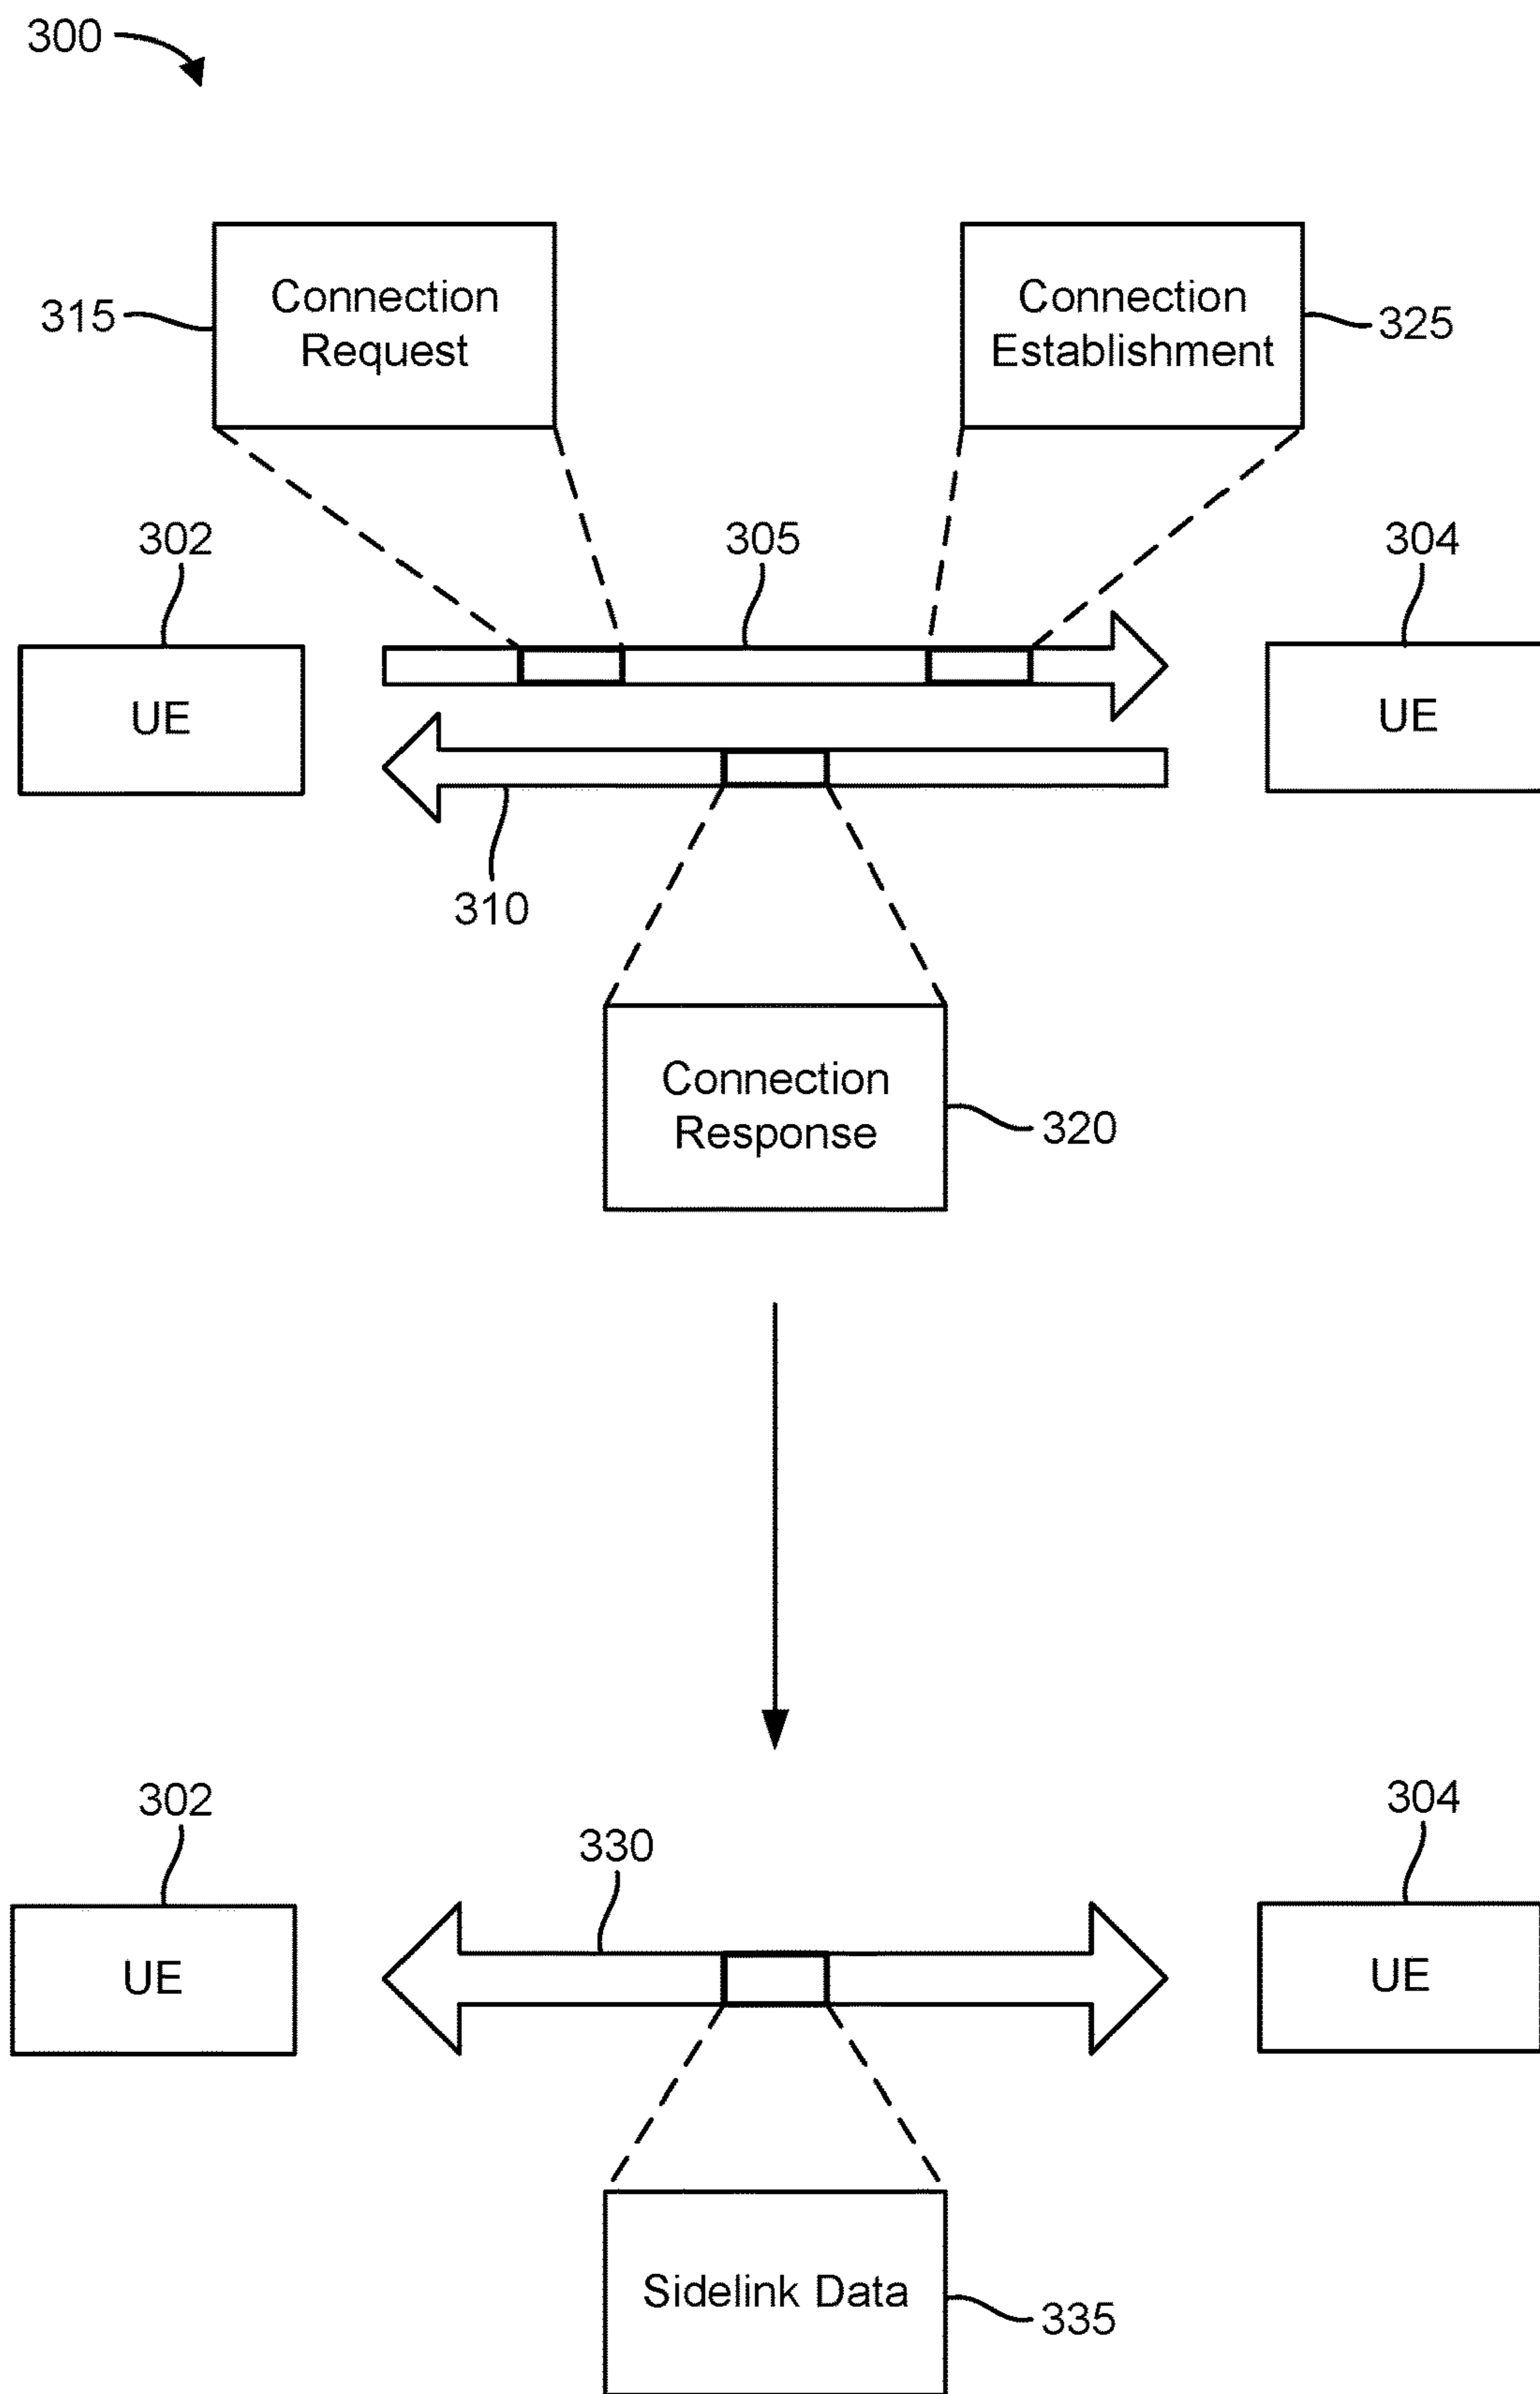 300
Connection
Request
315
Connection
Establishment
325
302
305
304
UE
UE
310
Connection
Response
320
302
304
330
UE
UE
Sidelink Data
335